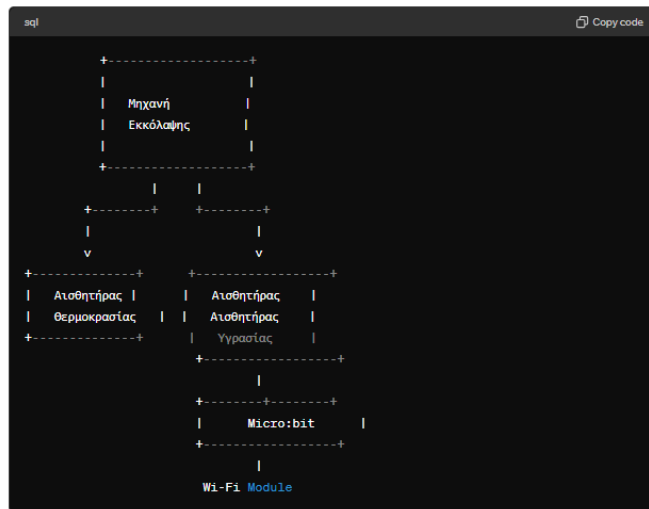 sql Copy code
+-------------------+
| |
| Μηχανή |
| Εκκόλαψης |
| |
+-------------------+
| |
+--------+ +--------+
| |
v v
+--------------+ +------------------+
| Αισθητήρας | | Αισθητήρας |
| Θερμοκρασίας | | Αισθητήρας |
+--------------+ | Υγρασίας |
+------------------+
|
+--------+--------+
| Micro:bit |
+------------------+
|
Wi-Fi Module